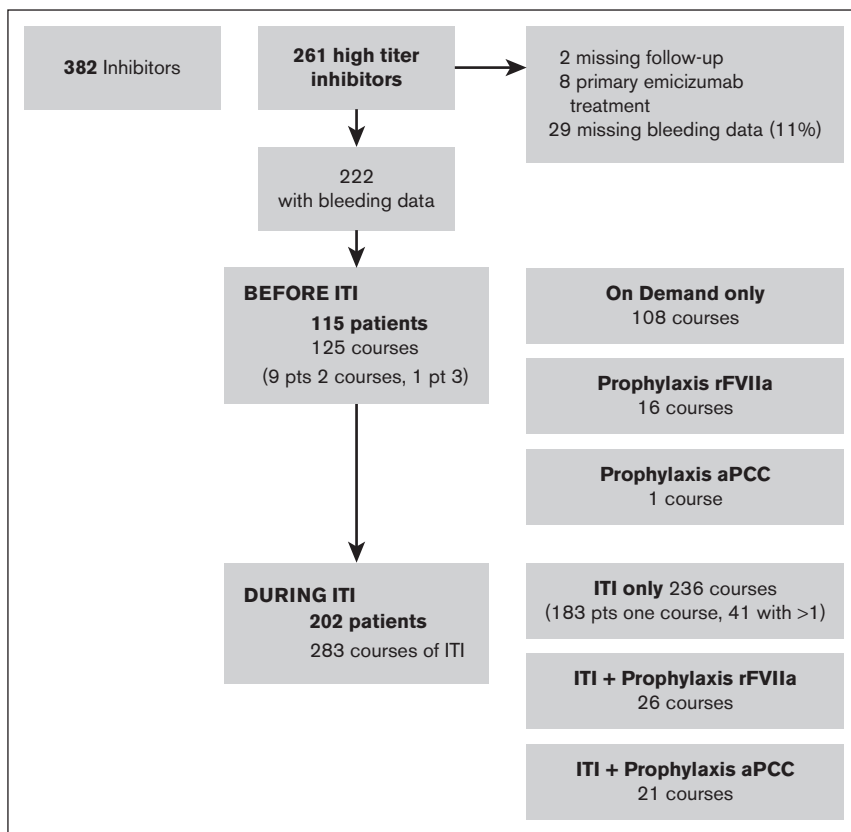 382 Inhibitors
261 high titer
inhibitors
2 missing follow-up
8 primary emicizumab
treatment
29 missing bleeding data (11%)
222
with bleeding data
BEFORE ITI
115 patients
125 courses
(9 pts 2 courses, 1 pt 3)
On Demand only
108 courses
Prophylaxis rFVIIa
16 courses
Prophylaxis aPCC
1 course
DURING ITI
202 patients
283 courses of ITI
ITI only 236 courses
(183 pts one course, 41 with >1)
ITI + Prophylaxis rFVIIa
26 courses
ITI + Prophylaxis aPCC
21 courses